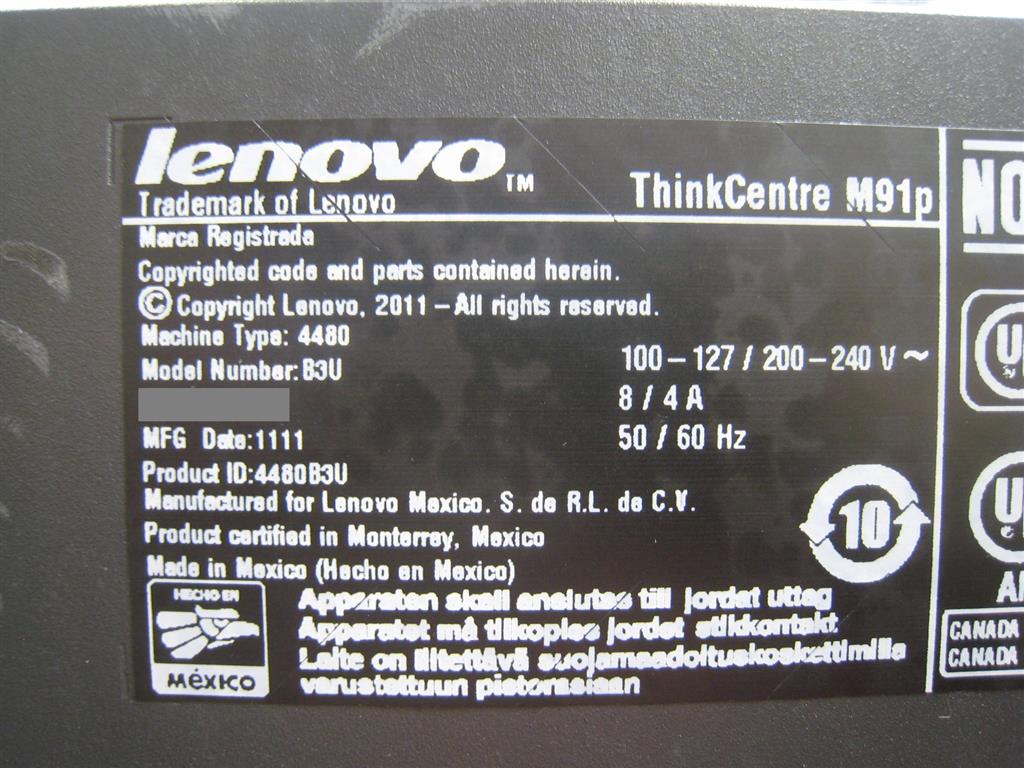 lenovo TM
Trademark of Lenovo
ThinkCentre M91p
Marca Registrada
Copyrighted code and parts contained herein.
© Copyright Lenovo, 2011 – All rights reserved.
Machine Type: 4480
Model Number: B3U
100 – 127 / 200 – 240 V ~
8 / 4 A
MFG Date:1111
50 / 60 Hz
Product ID:4480B3U
Manufactured for Lenovo Mexico. S. de R.L. de C.V.
Product certified in Monterrey, Mexico
Made in Mexico (Hecho en Mexico)
10
HECHO EN
MéXICO
Apparaten skall anslutas till jordat uttag
Apparatet må tilkoples jordet stikkontakt
Laite on liitettävä suojamaadoituskoskettimilla
varustettuun pistorasiaan
NO
U
U
CANADA
CANADA